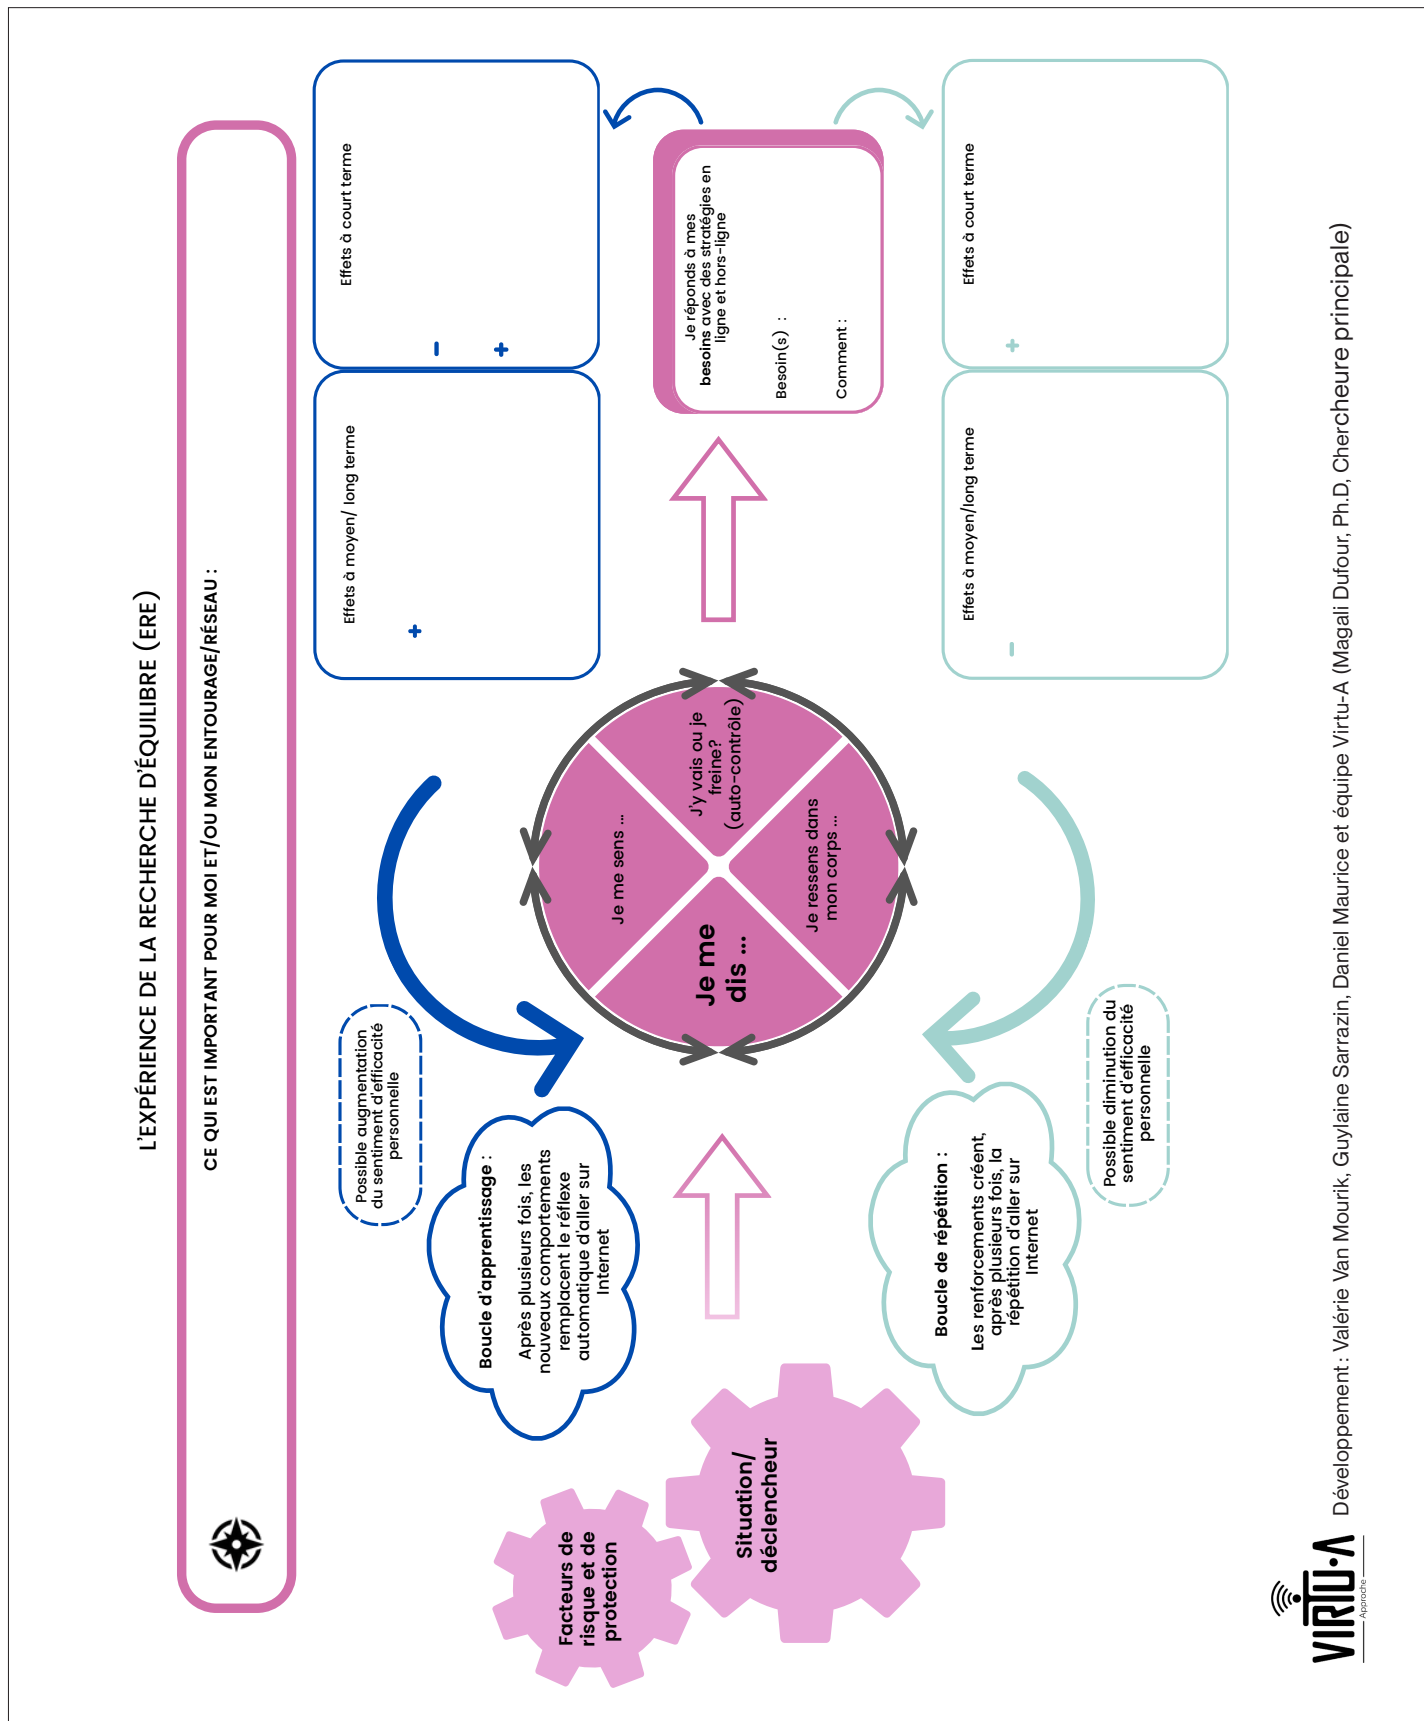 L'EXPÉRIENCE DE LA RECHERCHE D'ÉQUILIBRE (ERE)
CE QUI EST IMPORTANT POUR MOI ET/OU MON ENTOURAGE/RÉSEAU :
Possible augmentation
du sentiment d'efficacité
personnelle
Effets à moyen/ long terme
+
Effets à court terme
–
+
Boucle d'apprentissage :
Après plusieurs fois, les
nouveaux comportements
remplacent le réflexe
automatique d'aller sur
Internet
Facteurs de
risque et de
protection
Situation/
déclencheur
Je me sens ...
Je me
dis ...
J'y vais ou je
freine?
(auto-contrôle)
Je ressens dans
mon corps ...
Je réponds à mes
besoins avec des stratégies en
ligne et hors-ligne
Besoin(s) :
Comment :
Boucle de répétition :
Les renforcements créent,
après plusieurs fois, la
répétition d'aller sur
Internet
Possible diminution du
sentiment d'efficacité
personnelle
Effets à moyen/long terme
–
Effets à court terme
+
VIRTU·A
Approche
Développement : Valérie Van Mourik, Guylaine Sarrazin, Daniel Maurice et équipe Virtu-A (Magali Dufour, Ph.D, Chercheure principale)